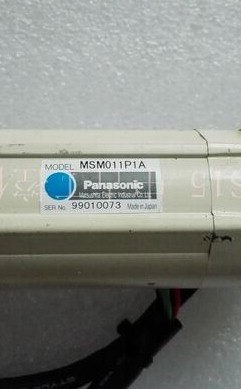 MODEL MSM011P1A
Panasonic
Matsushita Electric Industrial Co., Ltd.
SER No. 99010073 Made in Japan